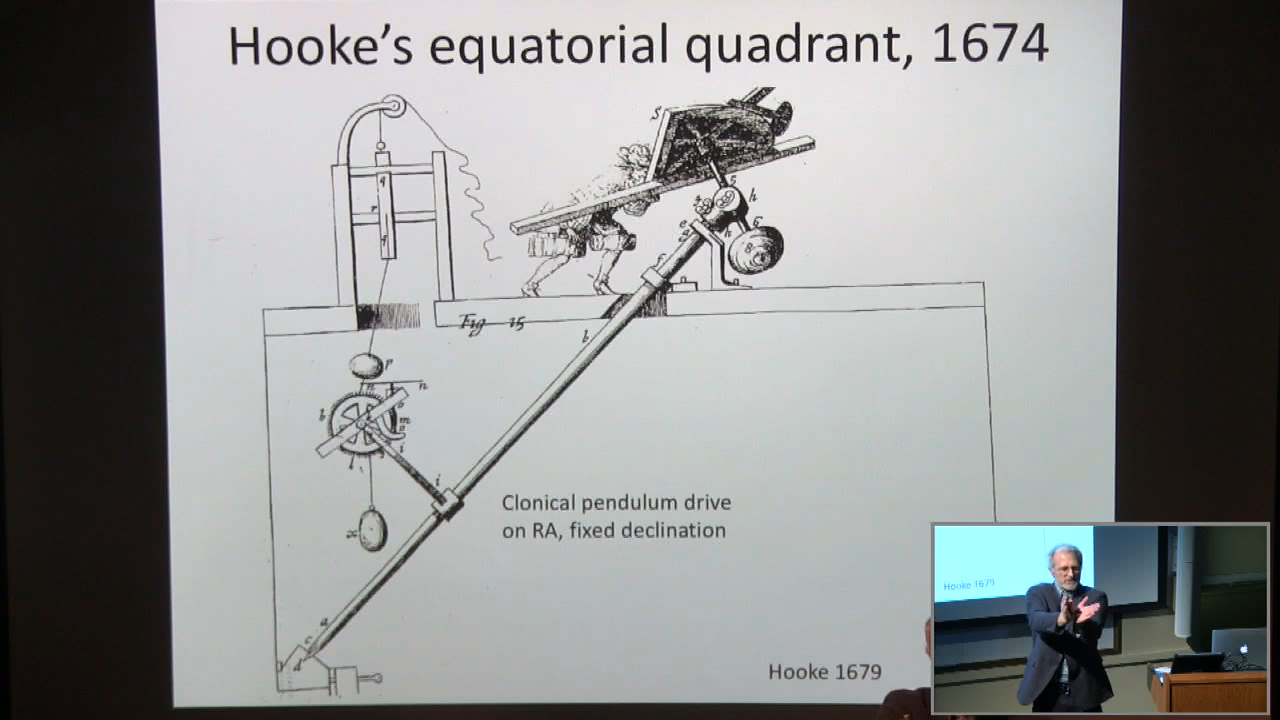 Hooke's equatorial quadrant, 1674
Fig 15
Clonical pendulum drive
on RA, fixed declination
Hooke 1679
Hooke 1679